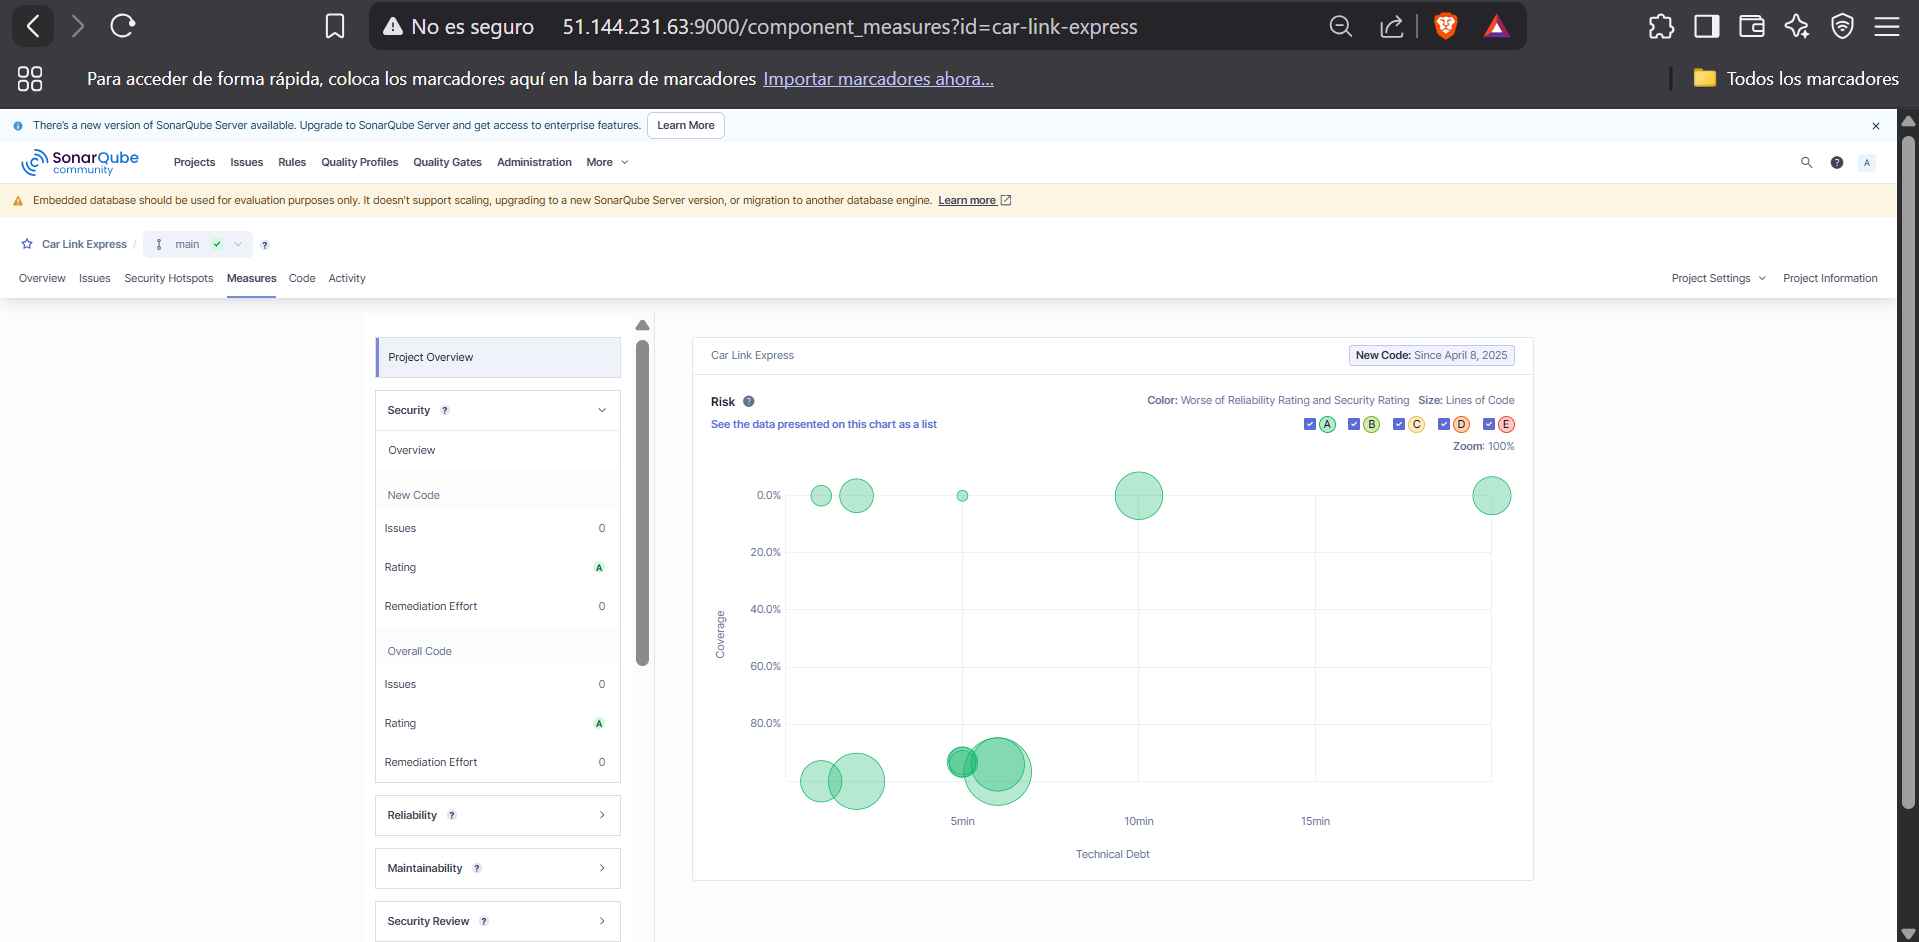 No es seguro
51.144.231.63:9000/component_measures?id=car-link-express
Para acceder de forma rápida, coloca los marcadores aquí en la barra de marcadores Importar marcadores ahora...
Todos los marcadores
There's a new version of SonarQube Server available. Upgrade to SonarQube Server and get access to enterprise features. Learn More
SonarQube community
Projects Issues Rules Quality Profiles Quality Gates Administration More
? A
Embedded database should be used for evaluation purposes only. It doesn't support scaling, upgrading to a new SonarQube Server version, or migration to another database engine. Learn more
Car Link Express / main ?
Overview Issues Security Hotspots Measures Code Activity
Project Settings Project Information
Project Overview
Security ?
Overview
New Code
Issues 0
Rating A
Remediation Effort 0
Overall Code
Issues 0
Rating A
Remediation Effort 0
Reliability ?
Maintainability ?
Security Review ?
Car Link Express
New Code: Since April 8, 2025
Risk ?
Color: Worse of Reliability Rating and Security Rating Size: Lines of Code
See the data presented on this chart as a list
A B C D E
Zoom: 100%
0.0%
20.0%
40.0%
60.0%
80.0%
Coverage
5min 10min 15min
Technical Debt